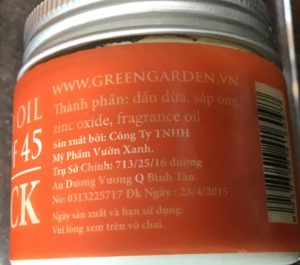 WWW.GREENGARDEN.VN
OIL
Thành phần: dầu dừa, sáp ong,
zinc oxide, fragrance oil
45
Sản xuất bởi: Công Ty TNHH
Mỹ Phẩm Vườn Xanh.
CK
Trụ Sở Chính: 713/25/16 đường
An Dương Vương Q Bình Tân.
No: 0313225717 Đk Ngày : 23/4/2015
Ngày sản xuất và hạn sử dụng:
Vui lòng xem trên vỏ chai.